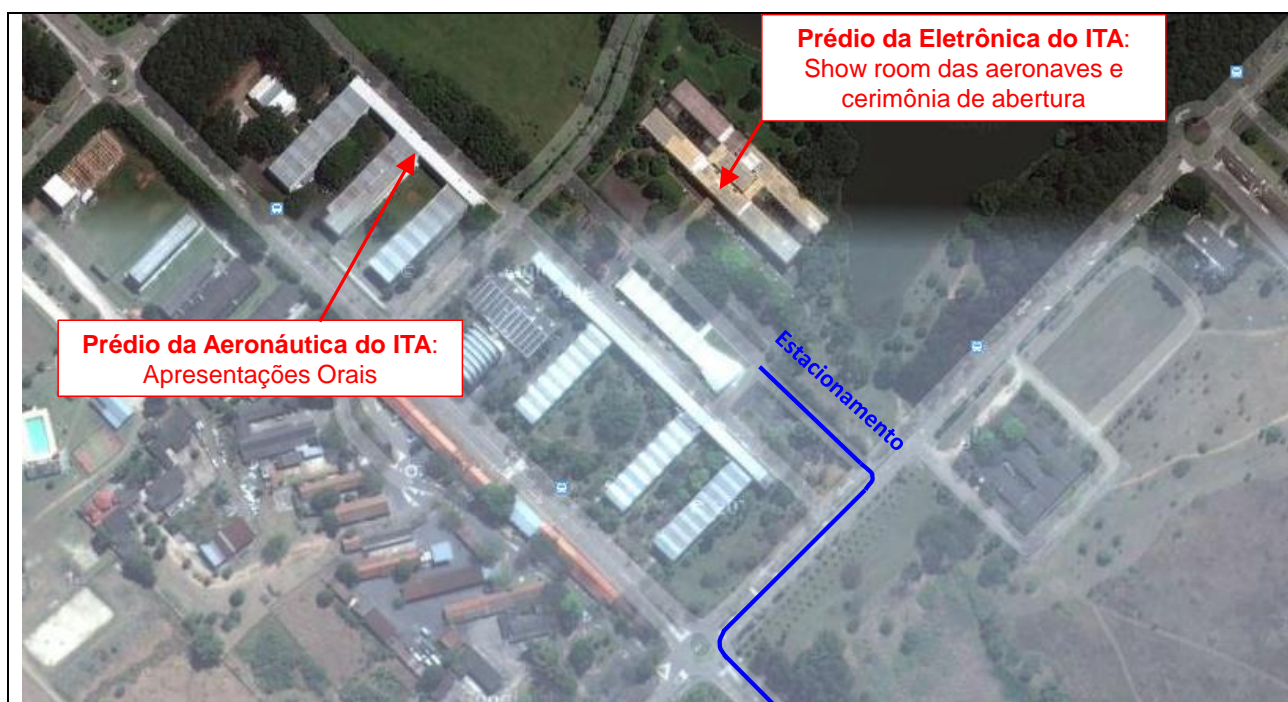 Prédio da Eletrônica do ITA:
Show room das aeronaves e
cerimônia de abertura
Prédio da Aeronáutica do ITA:
Apresentações Orais
Estacionamento